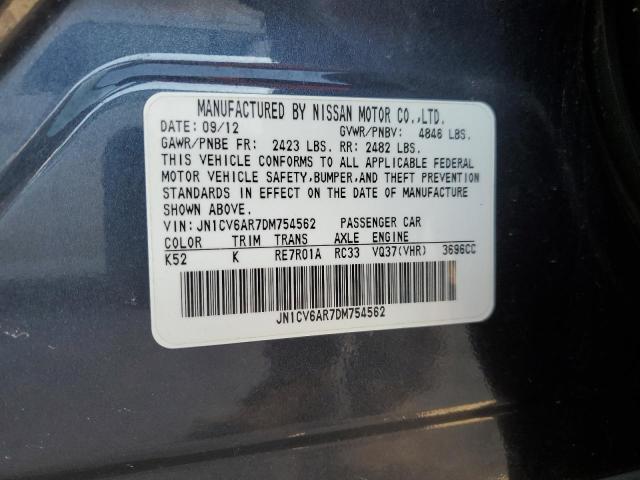 MANUFACTURED BY NISSAN MOTOR CO.,LTD.
DATE: 09/12 GVWR/PNBV: 4846 LBS.
GAWR/PNBE FR: 2423 LBS. RR: 2482 LBS.
THIS VEHICLE CONFORMS TO ALL APPLICABLE FEDERAL
MOTOR VEHICLE SAFETY,BUMPER,AND THEFT PREVENTION
STANDARDS IN EFFECT ON THE DATE OF MANUFACTURE
SHOWN ABOVE.
VIN: JN1CV6AR7DM754562 PASSENGER CAR
COLOR TRIM TRANS AXLE ENGINE
K52 K RE7R01A RC33 VQ37(VHR) 3696CC
JN1CV6AR7DM754562